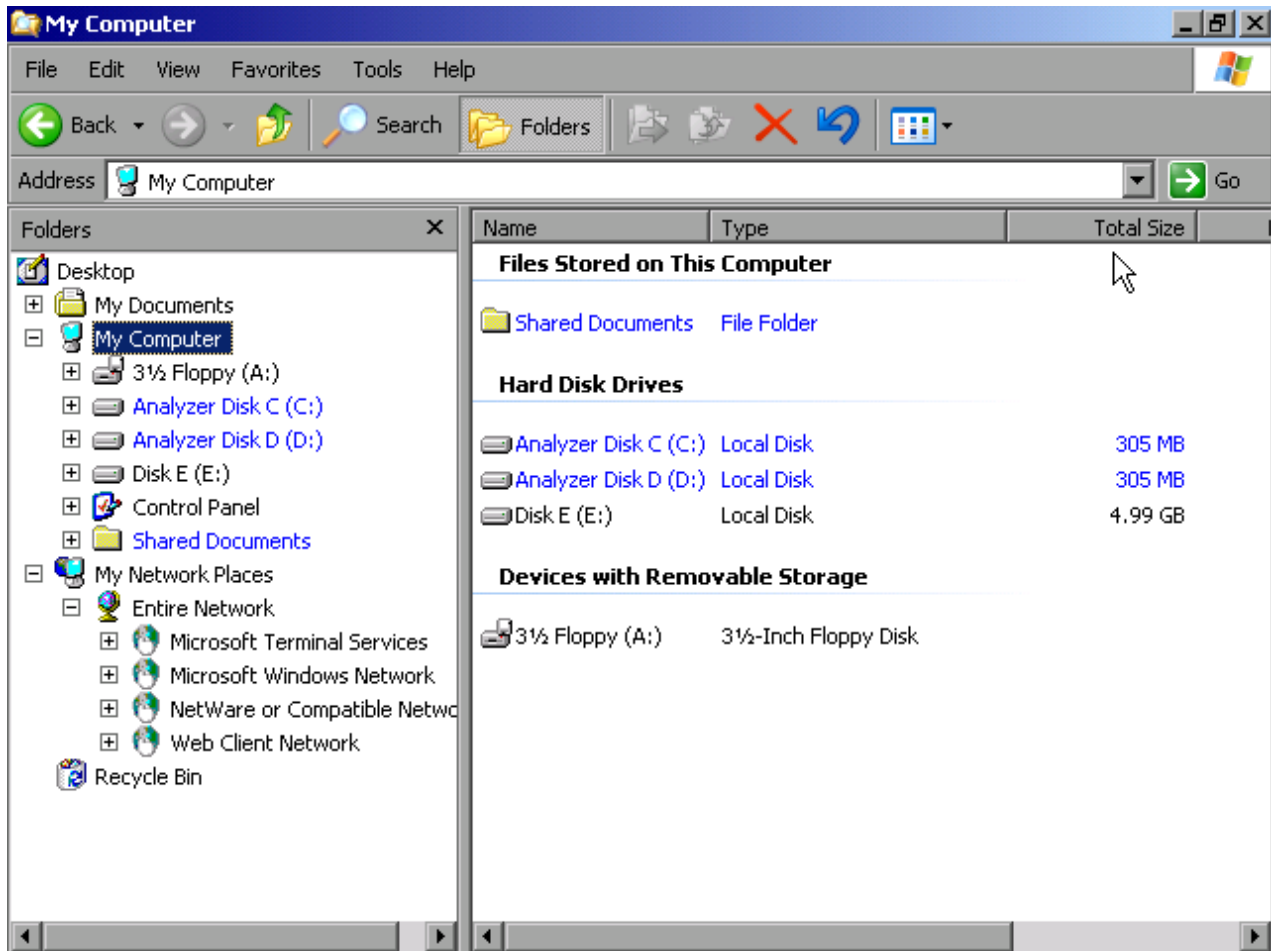 My Computer
File Edit View Favorites Tools Help
Back Search Folders
Address My Computer Go
Folders
Desktop
My Documents
My Computer
3½ Floppy (A:)
Analyzer Disk C (C:)
Analyzer Disk D (D:)
Disk E (E:)
Control Panel
Shared Documents
My Network Places
Entire Network
Microsoft Terminal Services
Microsoft Windows Network
NetWare or Compatible Netwo
Web Client Network
Recycle Bin
Name Type Total Size
Files Stored on This Computer
Shared Documents File Folder
Hard Disk Drives
Analyzer Disk C (C:) Local Disk 305 MB
Analyzer Disk D (D:) Local Disk 305 MB
Disk E (E:) Local Disk 4.99 GB
Devices with Removable Storage
3½ Floppy (A:) 3½-Inch Floppy Disk